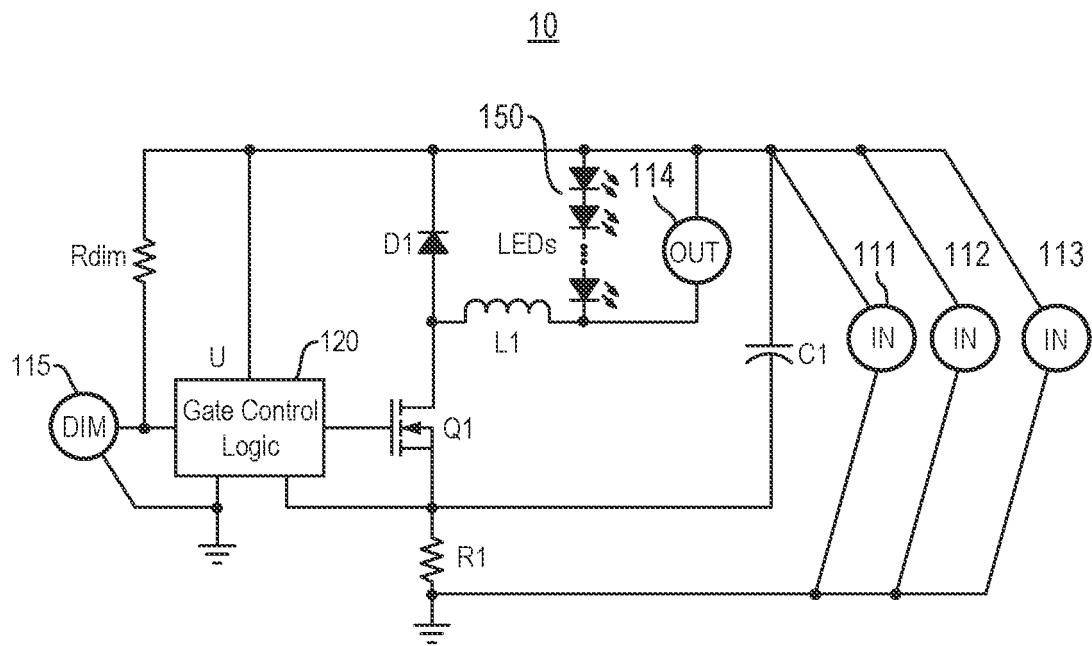 10
150
114
D1
LEDs
OUT
111
112
113
Rdim
L1
IN
IN
IN
C1
115
U
120
DIM
Gate Control
Logic
Q1
R1